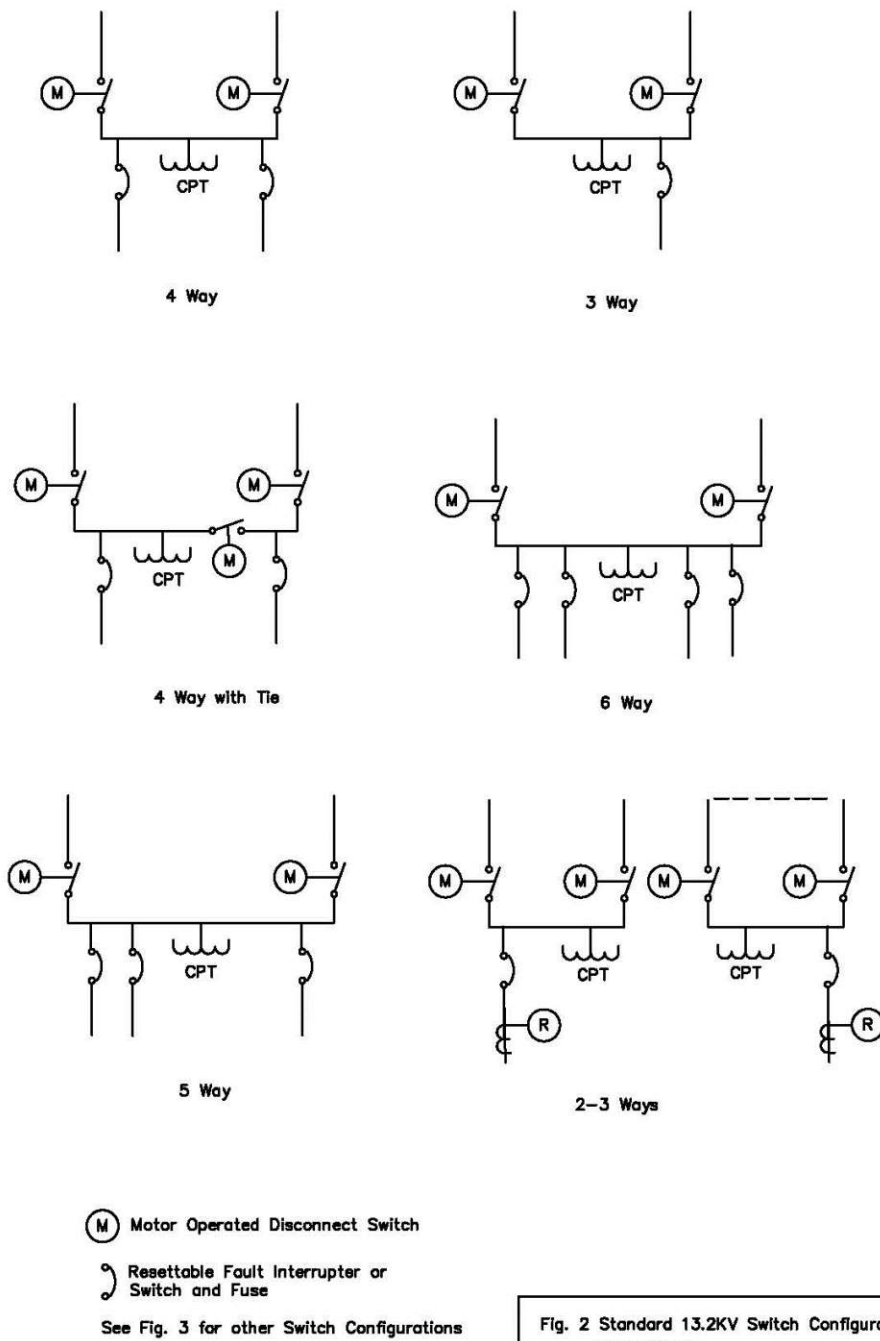 M M M M
CPT CPT
4 Way 3 Way
M M M M
CPT M CPT
4 Way with Tie 6 Way
M M M M M M
CPT CPT CPT
R R
5 Way 2-3 Ways
M Motor Operated Disconnect Switch
Resettable Fault Interrupter or
Switch and Fuse
See Fig. 3 for other Switch Configurations
Fig. 2 Standard 13.2KV Switch Configura